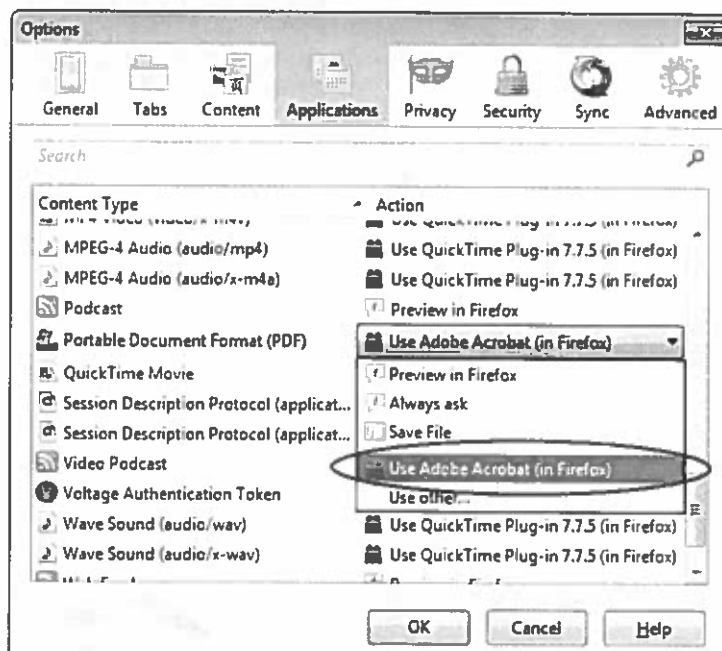 Options
General Tabs Content Applications Privacy Security Sync Advanced
Search
Content Type Action
MPEG-4 Audio (audio/mp4) Use QuickTime Plug-in 7.7.5 (in Firefox)
MPEG-4 Audio (audio/x-m4a) Use QuickTime Plug-in 7.7.5 (in Firefox)
Podcast Preview in Firefox
Portable Document Format (PDF) Use Adobe Acrobat (in Firefox)
QuickTime Movie Preview in Firefox
Session Description Protocol (applicat... Always ask
Session Description Protocol (applicat... Save File
Video Podcast Use Adobe Acrobat (in Firefox)
Voltage Authentication Token Use other...
Wave Sound (audio/wav) Use QuickTime Plug-in 7.7.5 (in Firefox)
Wave Sound (audio/x-wav) Use QuickTime Plug-in 7.7.5 (in Firefox)
OK Cancel Help